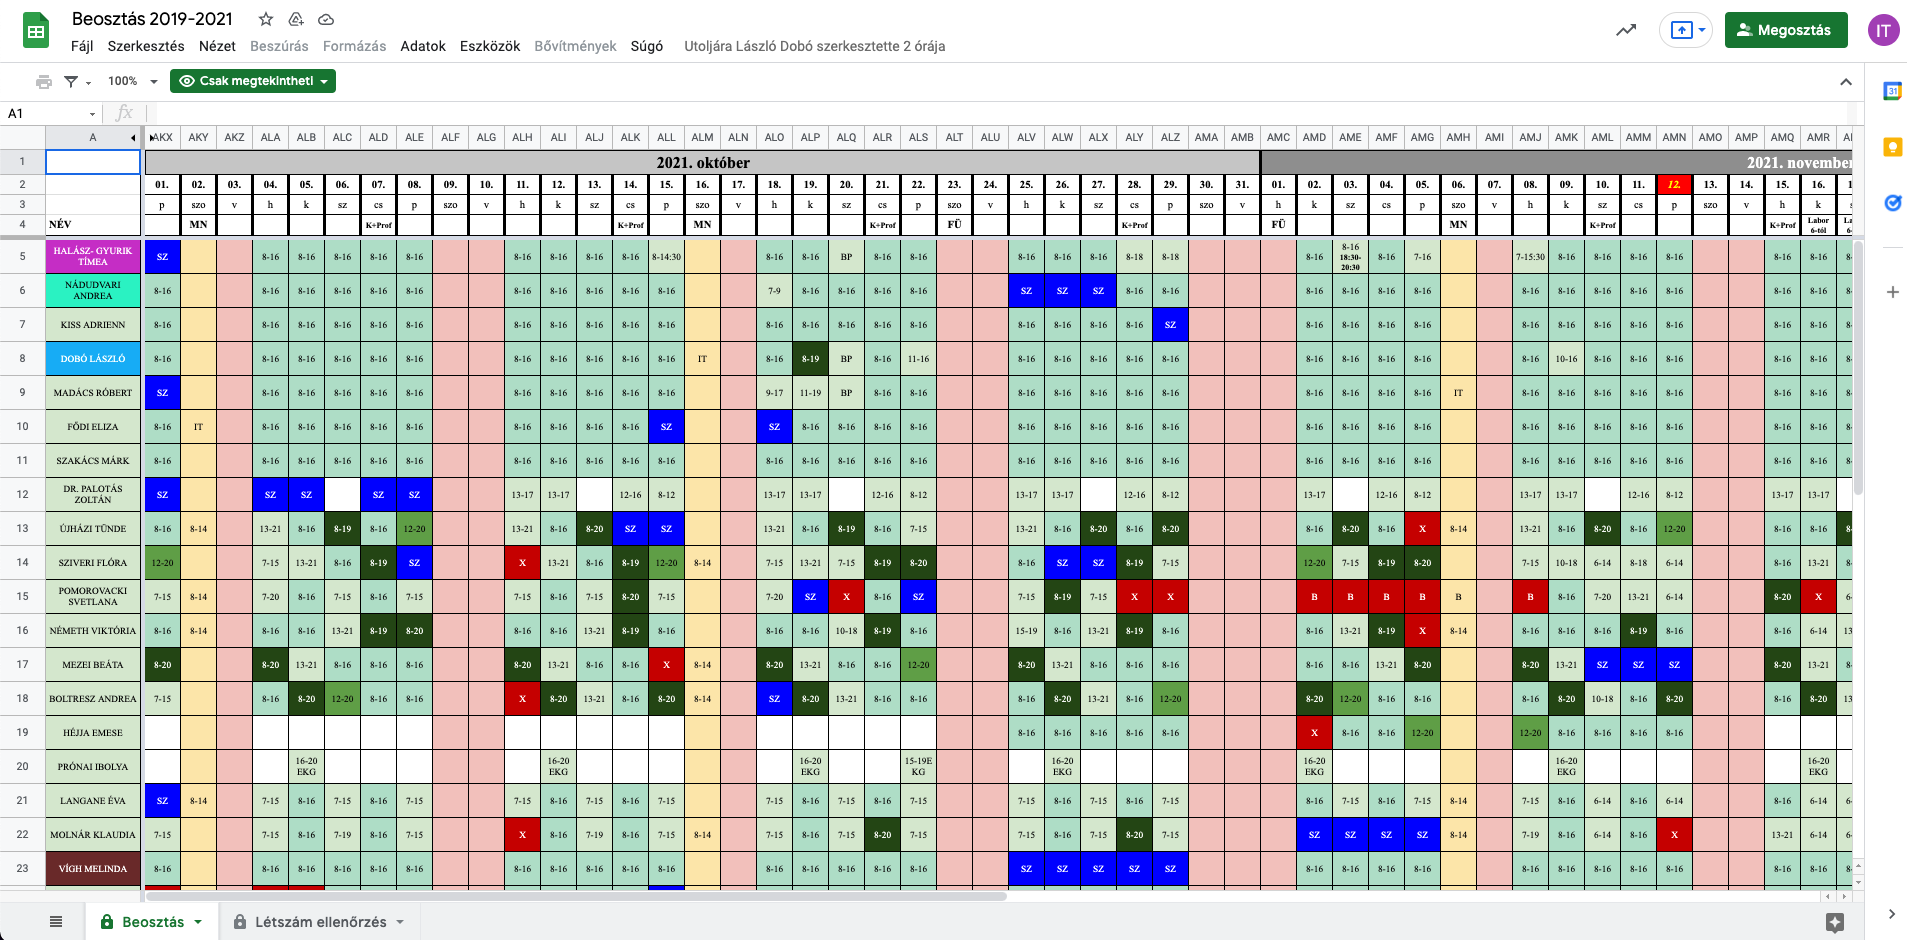 Beosztás 2019-2021
Fájl Szerkesztés Nézet Beszúrás Formázás Adatok Eszközök Bővítmények Súgó Utoljára László Dobó szerkesztette 2 órája
Megosztás
IT
100% Csak megtekintheti
31
A1 fx
A AKX AKY AKZ ALA ALB ALC ALD ALE ALF ALG ALH ALI ALJ ALK ALL ALM ALN ALO ALP ALQ ALR ALS ALT ALU ALV ALW ALX ALY ALZ AMA AMB AMC AMD AME AMF AMG AMH AMI AMJ AMK AML AMM AMN AMO AMP AMQ AMR
1 2021. október 2021. november
2 01. 02. 03. 04. 05. 06. 07. 08. 09. 10. 11. 12. 13. 14. 15. 16. 17. 18. 19. 20. 21. 22. 23. 24. 25. 26. 27. 28. 29. 30. 31. 01. 02. 03. 04. 05. 06. 07. 08. 09. 10. 11. 12. 13. 14. 15. 16.
3 p szo v h k sz cs p szo v h k sz cs p szo v h k sz cs p szo v h k sz cs p szo v h k sz cs p szo v h k sz cs p szo v h k
4 NÉV MN K+Prof K+Prof MN K+Prof FÜ K+Prof FÜ K+Prof MN K+Prof K+Prof Labor 6-tól
5 HALÁSZ- GYURIK TÍMEA SZ 8-16 8-16 8-16 8-16 8-16 8-16 8-16 8-16 8-16 8-14:30 8-16 8-16 BP 8-16 8-16 8-16 8-16 8-16 8-18 8-18 8-16 8-16 18:30-20:30 8-16 7-16 7-15:30 8-16 8-16 8-16 8-16 8-16 8-16
6 NÁDUDVARI ANDREA 8-16 8-16 8-16 8-16 8-16 8-16 8-16 8-16 8-16 8-16 8-16 7-9 8-16 8-16 8-16 8-16 SZ SZ SZ 8-16 8-16 8-16 8-16 8-16 8-16 8-16 8-16 8-16 8-16 8-16 8-16 8-16
7 KISS ADRIENN 8-16 8-16 8-16 8-16 8-16 8-16 8-16 8-16 8-16 8-16 8-16 8-16 8-16 8-16 8-16 8-16 8-16 8-16 8-16 8-16 SZ 8-16 8-16 8-16 8-16 8-16 8-16 8-16 8-16 8-16 8-16 8-16
8 DOBÓ LÁSZLÓ 8-16 8-16 8-16 8-16 8-16 8-16 8-16 8-16 8-16 8-16 8-16 IT 8-16 8-19 BP 8-16 11-16 8-16 8-16 8-16 8-16 8-16 8-16 8-16 8-16 8-16 8-16 10-16 8-16 8-16 8-16 8-16 8-16
9 MADÁCS RÓBERT SZ 8-16 8-16 8-16 8-16 8-16 8-16 8-16 8-16 8-16 8-16 9-17 11-19 BP 8-16 8-16 8-16 8-16 8-16 8-16 8-16 8-16 8-16 8-16 8-16 IT 8-16 8-16 8-16 8-16 8-16 8-16 8-16
10 FŐDI ELIZA 8-16 IT 8-16 8-16 8-16 8-16 8-16 8-16 8-16 8-16 8-16 SZ SZ 8-16 8-16 8-16 8-16 8-16 8-16 8-16 8-16 8-16 8-16 8-16 8-16 8-16 8-16 8-16 8-16 8-16 8-16 8-16 8-16
11 SZAKÁCS MÁRK 8-16 8-16 8-16 8-16 8-16 8-16 8-16 8-16 8-16 8-16 8-16 8-16 8-16 8-16 8-16 8-16 8-16 8-16 8-16 8-16 8-16 8-16 8-16 8-16 8-16 8-16 8-16 8-16 8-16 8-16 8-16 8-16
12 DR. PALOTÁS ZOLTÁN SZ SZ SZ SZ SZ 13-17 13-17 12-16 8-12 13-17 13-17 12-16 8-12 13-17 13-17 12-16 8-12 13-17 12-16 8-12 13-17 13-17 12-16 8-12 13-17 13-17
13 ÚJHÁZI TÜNDE 8-16 8-14 13-21 8-16 8-19 8-16 12-20 13-21 8-16 8-20 SZ SZ 13-21 8-16 8-19 8-16 7-15 13-21 8-16 8-20 8-16 8-20 8-16 8-20 8-16 X 8-14 13-21 8-16 8-20 8-16 12-20 8-16 8-16
14 SZIVERI FLÓRA 12-20 7-15 13-21 8-16 8-19 SZ X 13-21 8-16 8-19 12-20 8-14 7-15 13-21 7-15 8-19 8-20 8-16 SZ SZ 8-19 7-15 12-20 7-15 8-19 8-20 7-15 10-18 6-14 8-18 6-14 8-16 13-21
15 POMOROVACKI SVETLANA 7-15 8-14 7-20 8-16 7-15 8-16 7-15 7-15 8-16 7-15 8-20 7-15 7-20 SZ X 8-16 SZ 7-15 8-19 7-15 X X B B B B B B 8-16 7-20 13-21 6-14 8-20 X
16 NÉMETH VIKTÓRIA 8-16 8-14 8-16 8-16 13-21 8-19 8-20 8-16 8-16 13-21 8-19 8-16 8-16 8-16 10-18 8-19 8-16 15-19 8-16 13-21 8-19 8-16 8-16 13-21 8-19 X 8-14 8-16 8-16 8-16 8-19 8-16 8-16 6-14
17 MEZEI BEÁTA 8-20 8-20 13-21 8-16 8-16 8-16 8-20 13-21 8-16 8-16 X 8-14 8-20 13-21 8-16 8-16 12-20 8-20 13-21 8-16 8-16 8-16 8-16 8-16 13-21 8-20 8-20 13-21 SZ SZ SZ 8-20 13-21
18 BOLTRESZ ANDREA 7-15 8-16 8-20 12-20 8-16 8-16 X 8-20 13-21 8-16 8-20 8-14 SZ 8-20 13-21 8-16 8-16 8-16 8-20 13-21 8-16 12-20 8-20 12-20 8-16 8-16 8-16 8-20 10-18 8-16 8-20 8-16 8-20
19 HÉJJA EMESE 8-16 8-16 8-16 8-16 8-16 X 8-16 8-16 12-20 12-20 8-16 8-16 8-16 8-16
20 PRÓNAI IBOLYA 16-20 EKG 16-20 EKG 16-20 EKG 15-19EKG 16-20 EKG 16-20 EKG 16-20 EKG 16-20 EKG
21 LANGANE ÉVA SZ 8-14 7-15 8-16 7-15 8-16 7-15 7-15 8-16 7-15 8-16 7-15 7-15 8-16 7-15 8-16 7-15 7-15 8-16 7-15 8-16 7-15 8-16 7-15 8-16 7-15 8-14 7-15 8-16 6-14 8-16 6-14 8-16 6-14
22 MOLNÁR KLAUDIA 7-15 7-15 8-16 7-19 8-16 7-15 X 8-16 7-19 8-16 7-15 8-14 7-15 8-16 7-15 8-20 7-15 7-15 8-16 7-15 8-20 7-15 SZ SZ SZ SZ 8-14 7-19 8-16 6-14 8-16 X 13-21 6-14
23 VÍGH MELINDA 8-16 8-16 8-16 8-16 8-16 8-16 8-16 8-16 8-16 8-16 8-16 8-16 8-16 8-16 8-16 8-16 SZ SZ SZ SZ SZ 8-16 8-16 8-16 8-16 8-16 8-16 8-16 8-16 8-16 8-16 8-16
Beosztás Létszám ellenőrzés